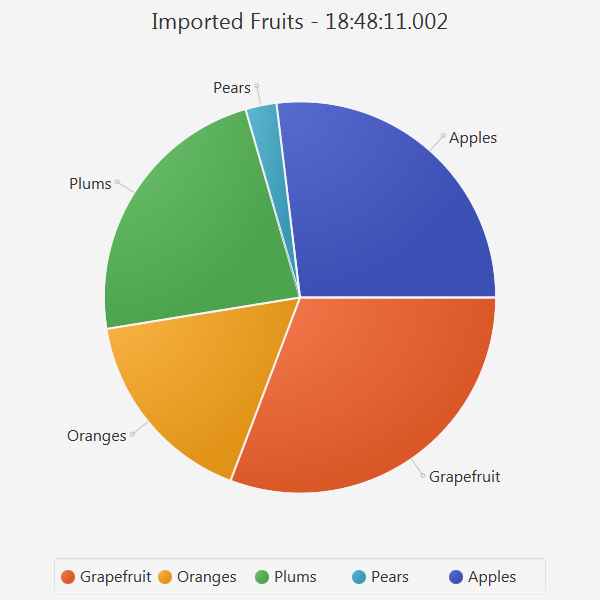 Imported Fruits - 18:48:11.002
Pears
Apples
Plums
Oranges
Grapefruit
Grapefruit Oranges Plums Pears Apples